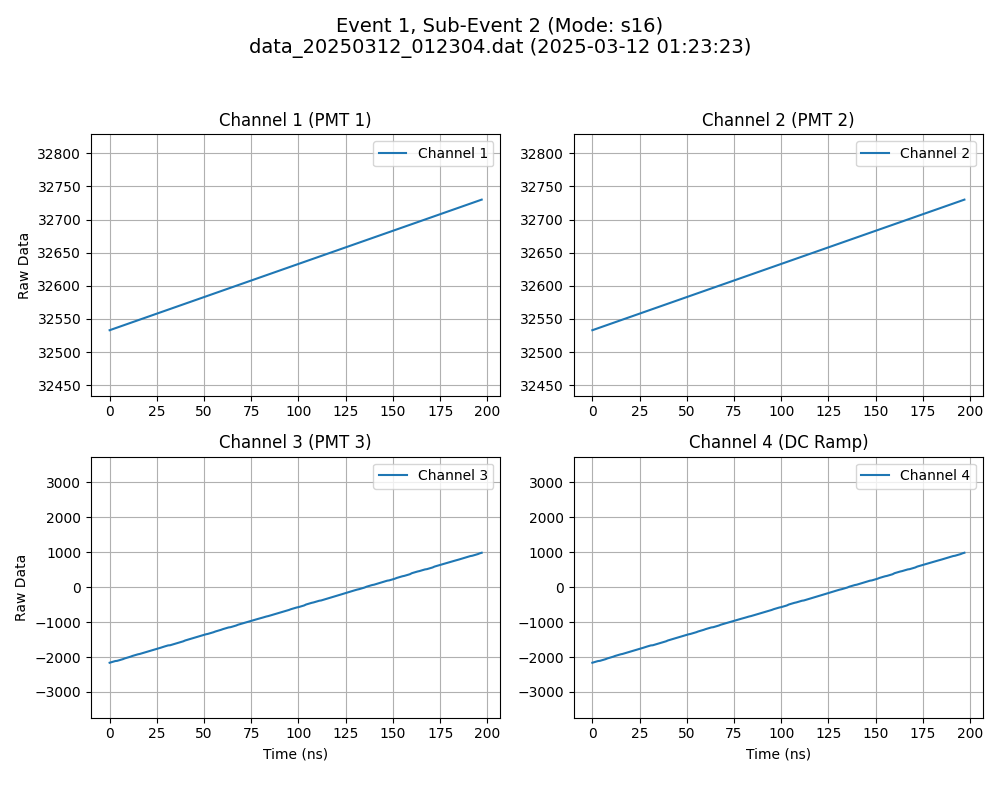 Event 1, Sub-Event 2 (Mode: s16)
data_20250312_012304.dat (2025-03-12 01:23:23)
Channel 1 (PMT 1)
Channel 1
Raw Data
32800
32750
32700
32650
32600
32550
32500
32450
0 25 50 75 100 125 150 175 200
Channel 2 (PMT 2)
Channel 2
32800
32750
32700
32650
32600
32550
32500
32450
0 25 50 75 100 125 150 175 200
Channel 3 (PMT 3)
Channel 3
Raw Data
3000
2000
1000
0
−1000
−2000
−3000
0 25 50 75 100 125 150 175 200
Time (ns)
Channel 4 (DC Ramp)
Channel 4
3000
2000
1000
0
−1000
−2000
−3000
0 25 50 75 100 125 150 175 200
Time (ns)